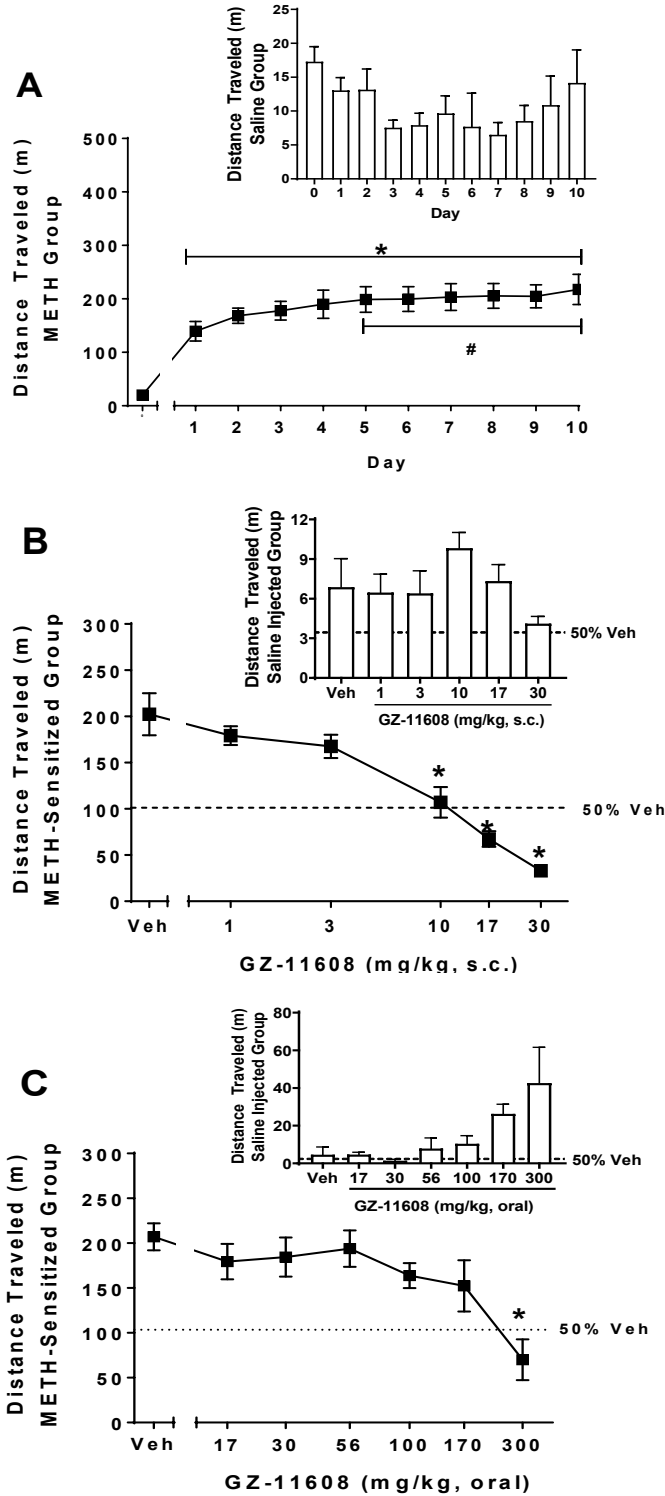 A
Distance Traveled (m)
Saline Group
25
20
15
10
5
0
0 1 2 3 4 5 6 7 8 9 10
Day
Distance Traveled (m)
METH Group
500
400
300
200
100
0
*
#
1 2 3 4 5 6 7 8 9 10
Day
B
Distance Traveled (m)
Saline Injected Group
12
9
6
3
0
50% Veh
Veh 1 3 10 17 30
GZ-11608 (mg/kg, s.c.)
Distance Traveled (m)
METH-Sensitized Group
300
250
200
150
100
50
0
* * *
50% Veh
Veh 1 3 10 17 30
GZ-11608 (mg/kg, s.c.)
C
Distance Traveled (m)
Saline Injected Group
80
60
40
20
0
50% Veh
Veh 17 30 56 100 170 300
GZ-11608 (mg/kg, oral)
Distance Traveled (m)
METH-Sensitized Group
300
250
200
150
100
50
0
*
50% Veh
Veh 17 30 56 100 170 300
GZ-11608 (mg/kg, oral)